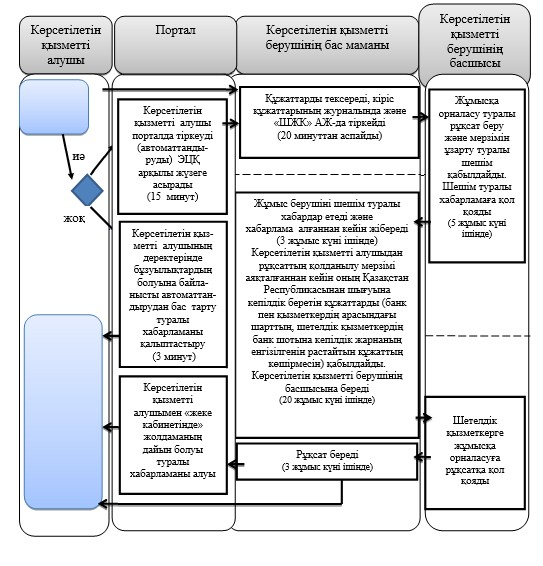 Көрсетілетін
қызметті
алушы
Портал
Көрсетілетін қызметті
берушінің бас маманы
Көрсетілетін
қызметті
берушінің
басшысы
иә
жоқ
Көрсетілетін
қызметті алушы
порталда тіркеуді
(автоматтанды-
руды) ЭЦҚ
арқылы жүзеге
асырады
(15 минут)
Құжаттарды тексереді, кіріс
құжаттарының журналында және
«ШЖК» АЖ-да тіркейді
(20 минуттан аспайды)
Жұмысқа
орналасу туралы
рұқсат беру
және мерзімін
ұзарту туралы
шешім
қабылдайды.
Шешім туралы
хабарламаға қол
қояды
(5 жұмыс күні
ішінде)
Көрсетілетін қыз-
метті алушының
деректерінде
бұзуылықтардың
болуына байла-
нысты автоматтан-
дырудан бас тарту
туралы
хабарламаны
қалыптастыру
(3 минут)
Жұмыс берушіні шешім туралы
хабардар етеді және
хабарлама алғаннан кейін жібереді
(3 жұмыс күні ішінде)
Көрсетілетін қызметті алушыдан
рұқсаттың қолданылу мерзімі
аяқталғаннан кейін оның Қазақстан
Республикасынан шығуына
кепілдік беретін құжаттарды (банк
пен қызметкердің арасындағы
шарттын, шетелдік қызметкердің
банк шотына кепілдік жарнаның
енгізілгенін растайтын құжаттың
көшірмесін) қабылдайды.
Көрсетілетін қызметті берушінің
басшысына береді
(20 жұмыс күні ішінде)
Көрсетілетін
қызметті
алушымен «жеке
кабинетінде»
жолдаманың
дайын болуы
туралы
хабарламаны алуы
Рұқсат береді
(3 жұмыс күні ішінде)
Шетелдік
қызметкерге
жұмысқа
орналасуға
рұқсатқа қол
қояды